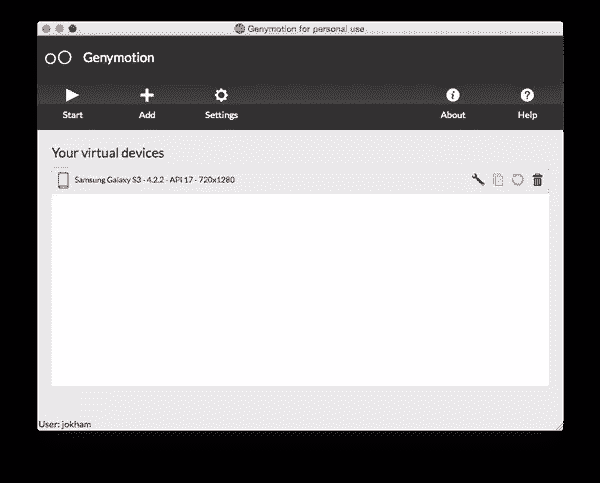 Genymotion for personal use
Genymotion
Start Add Settings About Help
Your virtual devices
Samsung Galaxy S3 - 4.2.2 - API 17 - 720x1280
User: jokham